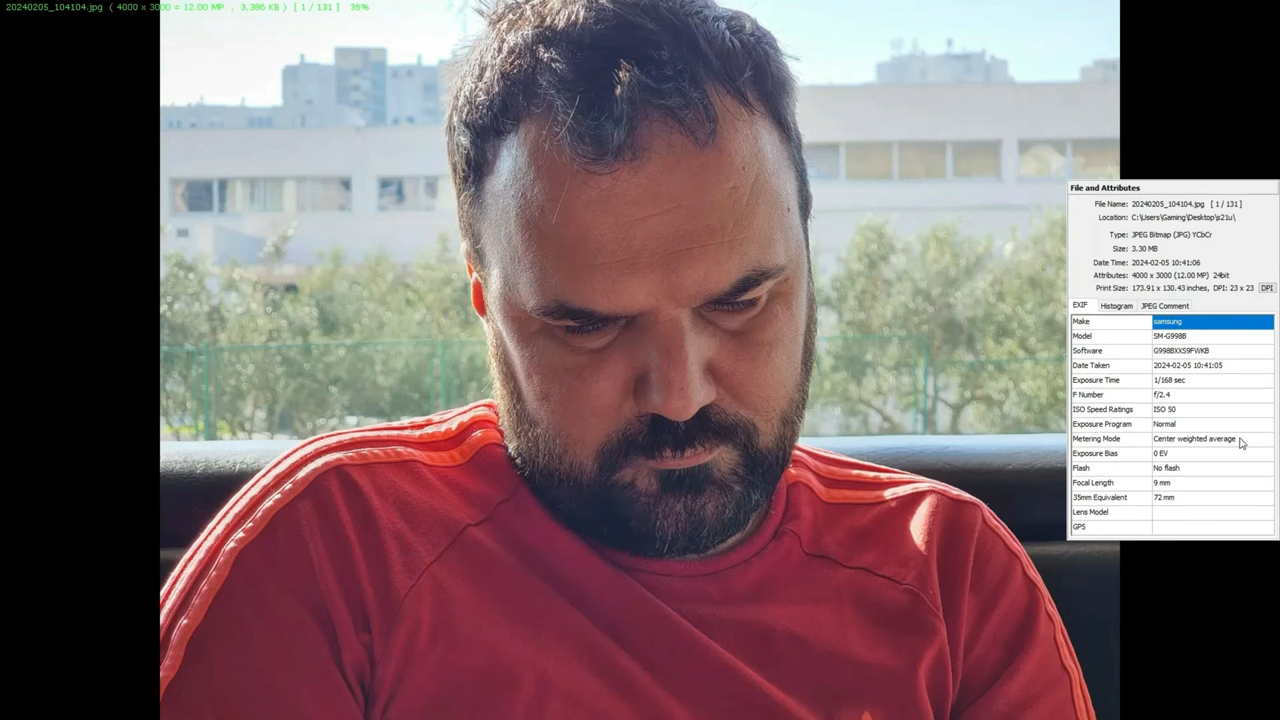 20240205_104104.jpg ( 4000 x 3000 = 12.00 MP , 3,386 KB ) [ 1 / 131 ] 36%
File and Attributes
File Name: 20240205_104104.jpg [ 1 / 131 ]
Location: C:\Users\Gaming\Desktop\s21u\
Type: JPEG Bitmap (JPG) YCbCr
Size: 3.30 MB
Date Time: 2024-02-05 10:41:06
Attributes: 4000 x 3000 (12.00 MP) 24bit
Print Size: 173.91 x 130.43 inches, DPI: 23 x 23 DPI
EXIF Histogram JPEG Comment
Make samsung
Model SM-G998B
Software G998BXXS9FWKB
Date Taken 2024-02-05 10:41:05
Exposure Time 1/168 sec
F Number f/2.4
ISO Speed Ratings ISO 50
Exposure Program Normal
Metering Mode Center weighted average
Exposure Bias 0 EV
Flash No flash
Focal Length 9 mm
35mm Equivalent 72 mm
Lens Model
GPS